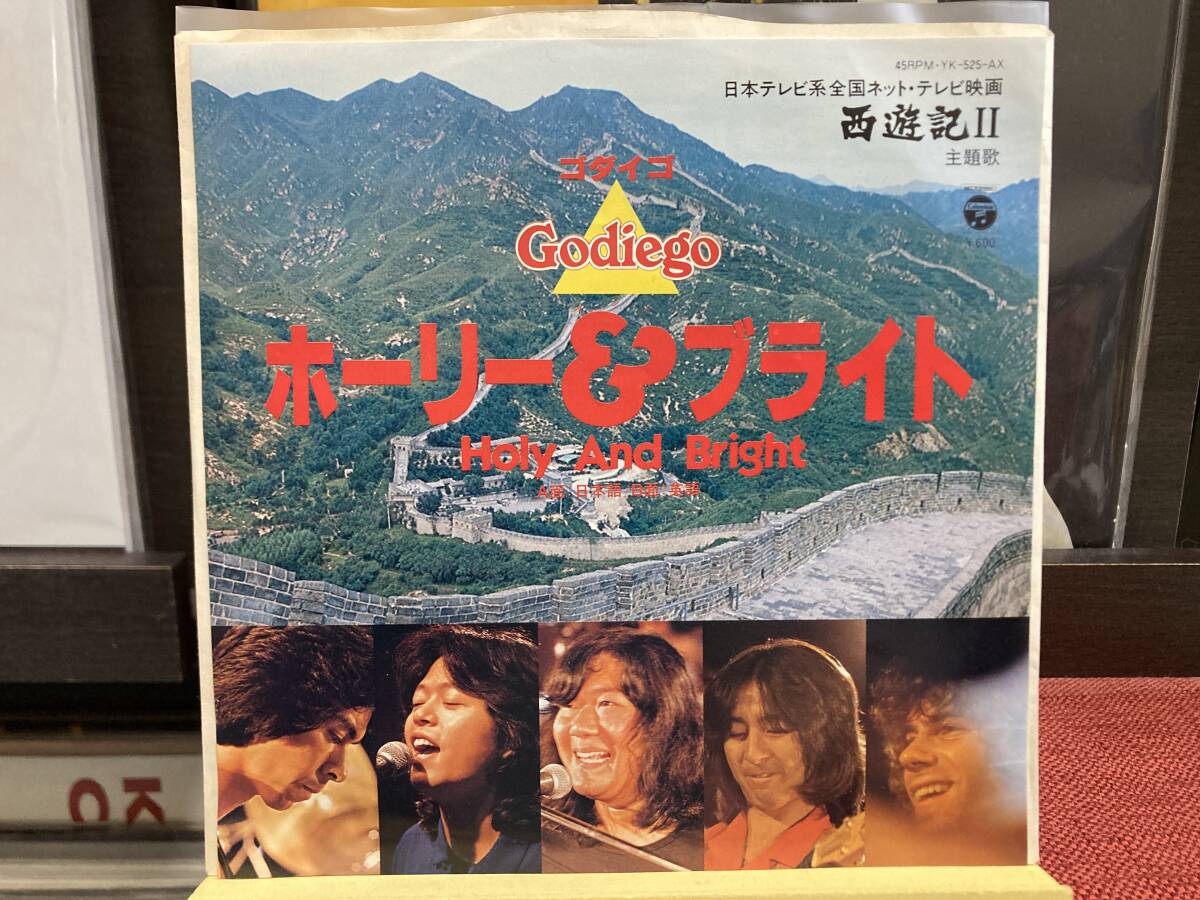 45RPM・YK-525-AX
日本テレビ系全国ネット・テレビ映画
西遊記II
主題歌
Columbia
¥600
ゴダイゴ
Godiego
ホーリー&ブライト
Holy And Bright
A面 日本語 B面 英語
K
C